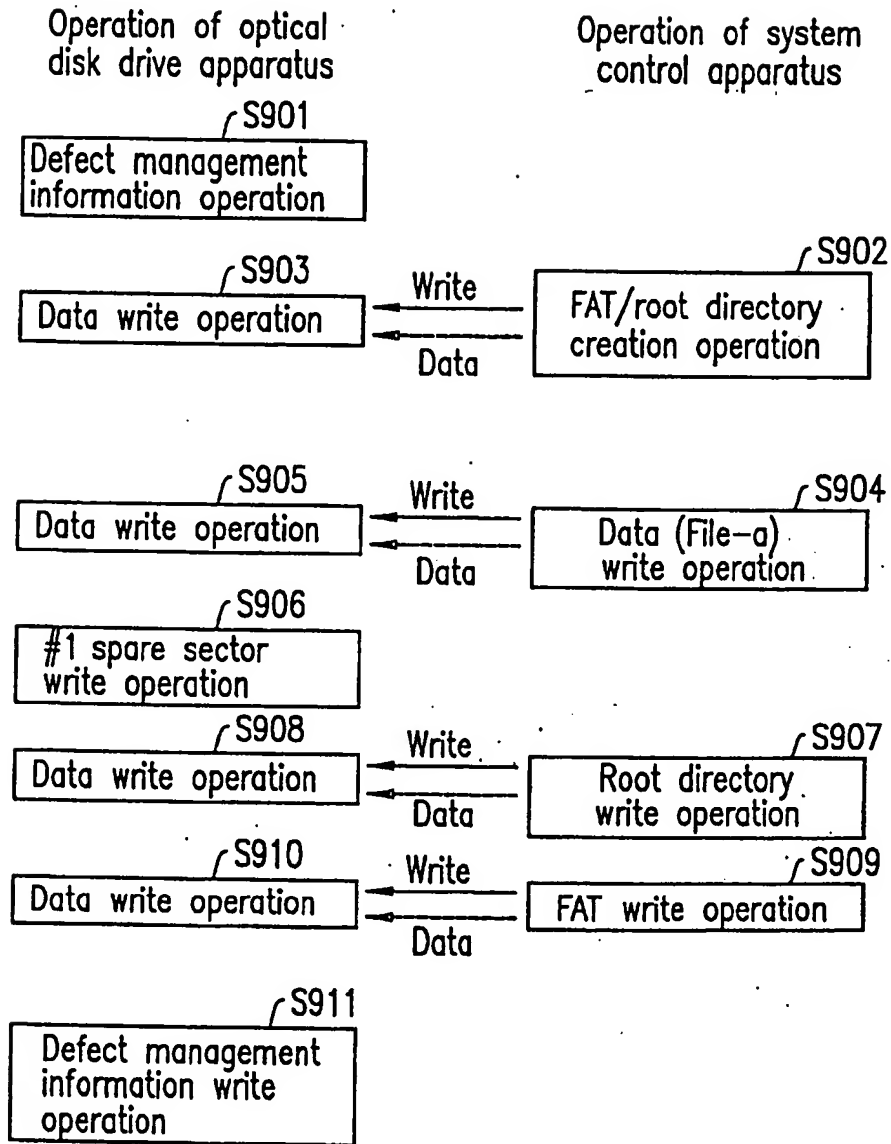 Operation of optical
disk drive apparatus
Operation of system
control apparatus
S901
Defect management
information operation
S902
FAT/root directory
creation operation
S903
Data write operation
Write
Data
S904
Data (File-a)
write operation
S905
Data write operation
Write
Data
S906
#1 spare sector
write operation
S907
Root directory
write operation
S908
Data write operation
Write
Data
S909
FAT write operation
S910
Data write operation
Write
Data
S911
Defect management
information write
operation